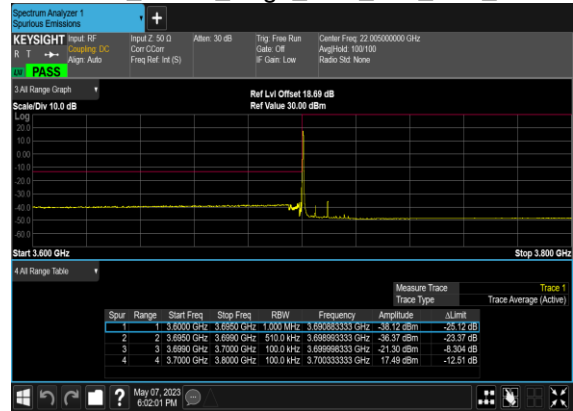 Spectrum Analyzer 1
Spurious Emissions
+
KEYSIGHT Input: RF Input Z: 50 Ω Atten: 30 dB Trig: Free Run Center Freq: 22.005000000 GHz
R T Coupling: DC Corr CCorr Gate: Off Avg|Hold: 100/100
Align: Auto Freq Ref: Int (S) IF Gain: Low Radio Std: None
PASS
3 All Range Graph
Ref Lvl Offset 18.69 dB
Scale/Div 10.0 dB Ref Value 30.00 dBm
Log
20.0
10.0
0.00
-10.0
-20.0
-30.0
-40.0
-50.0
-60.0
Start 3.600 GHz Stop 3.800 GHz
4 All Range Table
Measure Trace Trace 1
Trace Type Trace Average (Active)
Spur Range Start Freq Stop Freq RBW Frequency Amplitude ΔLimit
1 1 3.6000 GHz 3.6950 GHz 1.000 MHz 3.690883333 GHz -38.12 dBm -25.12 dB
2 2 3.6950 GHz 3.6990 GHz 510.0 kHz 3.698993333 GHz -36.37 dBm -23.37 dB
3 3 3.6990 GHz 3.7000 GHz 100.0 kHz 3.699998333 GHz -21.30 dBm -8.304 dB
4 4 3.7000 GHz 3.8000 GHz 100.0 kHz 3.700333333 GHz 17.49 dBm -12.51 dB
? May 07, 2023
6:02:01 PM